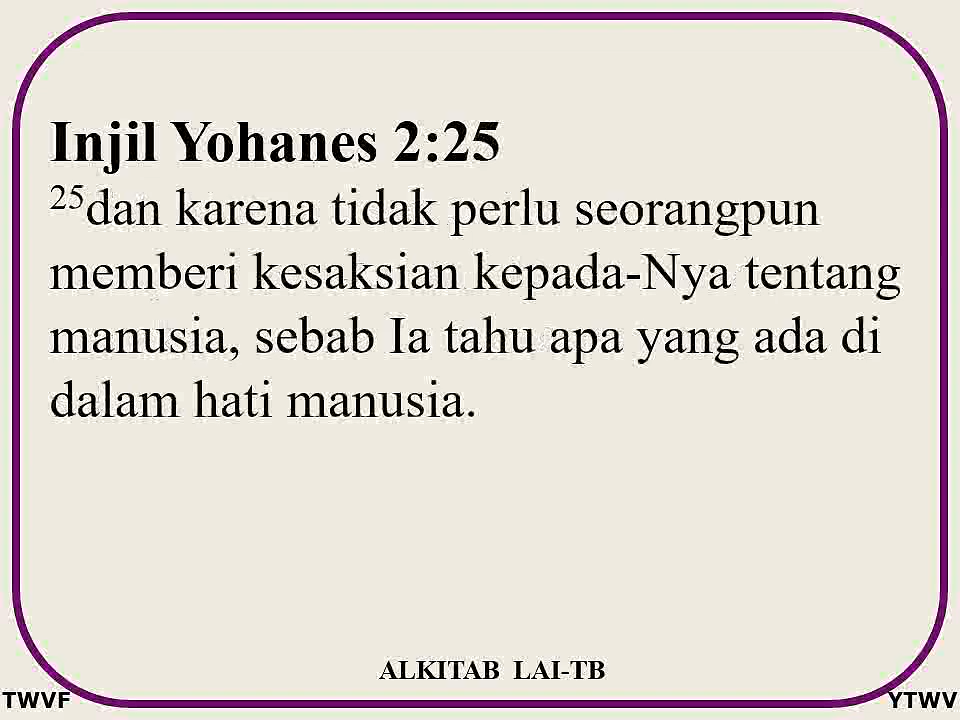 Injil Yohanes 2:25
25dan karena tidak perlu seorangpun
memberi kesaksian kepada-Nya tentang
manusia, sebab Ia tahu apa yang ada di
dalam hati manusia.
ALKITAB LAI-TB
TWVF
YTWV